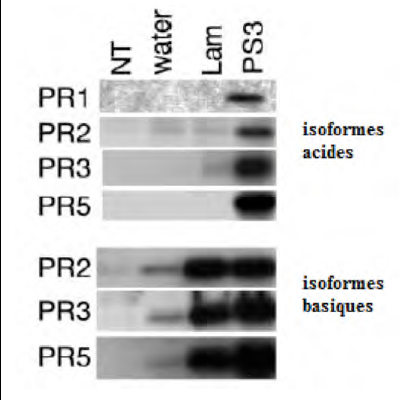 NT water Lam PS3
PR1
PR2
PR3
PR5
isoformes
acides
PR2
PR3
PR5
isoformes
basiques